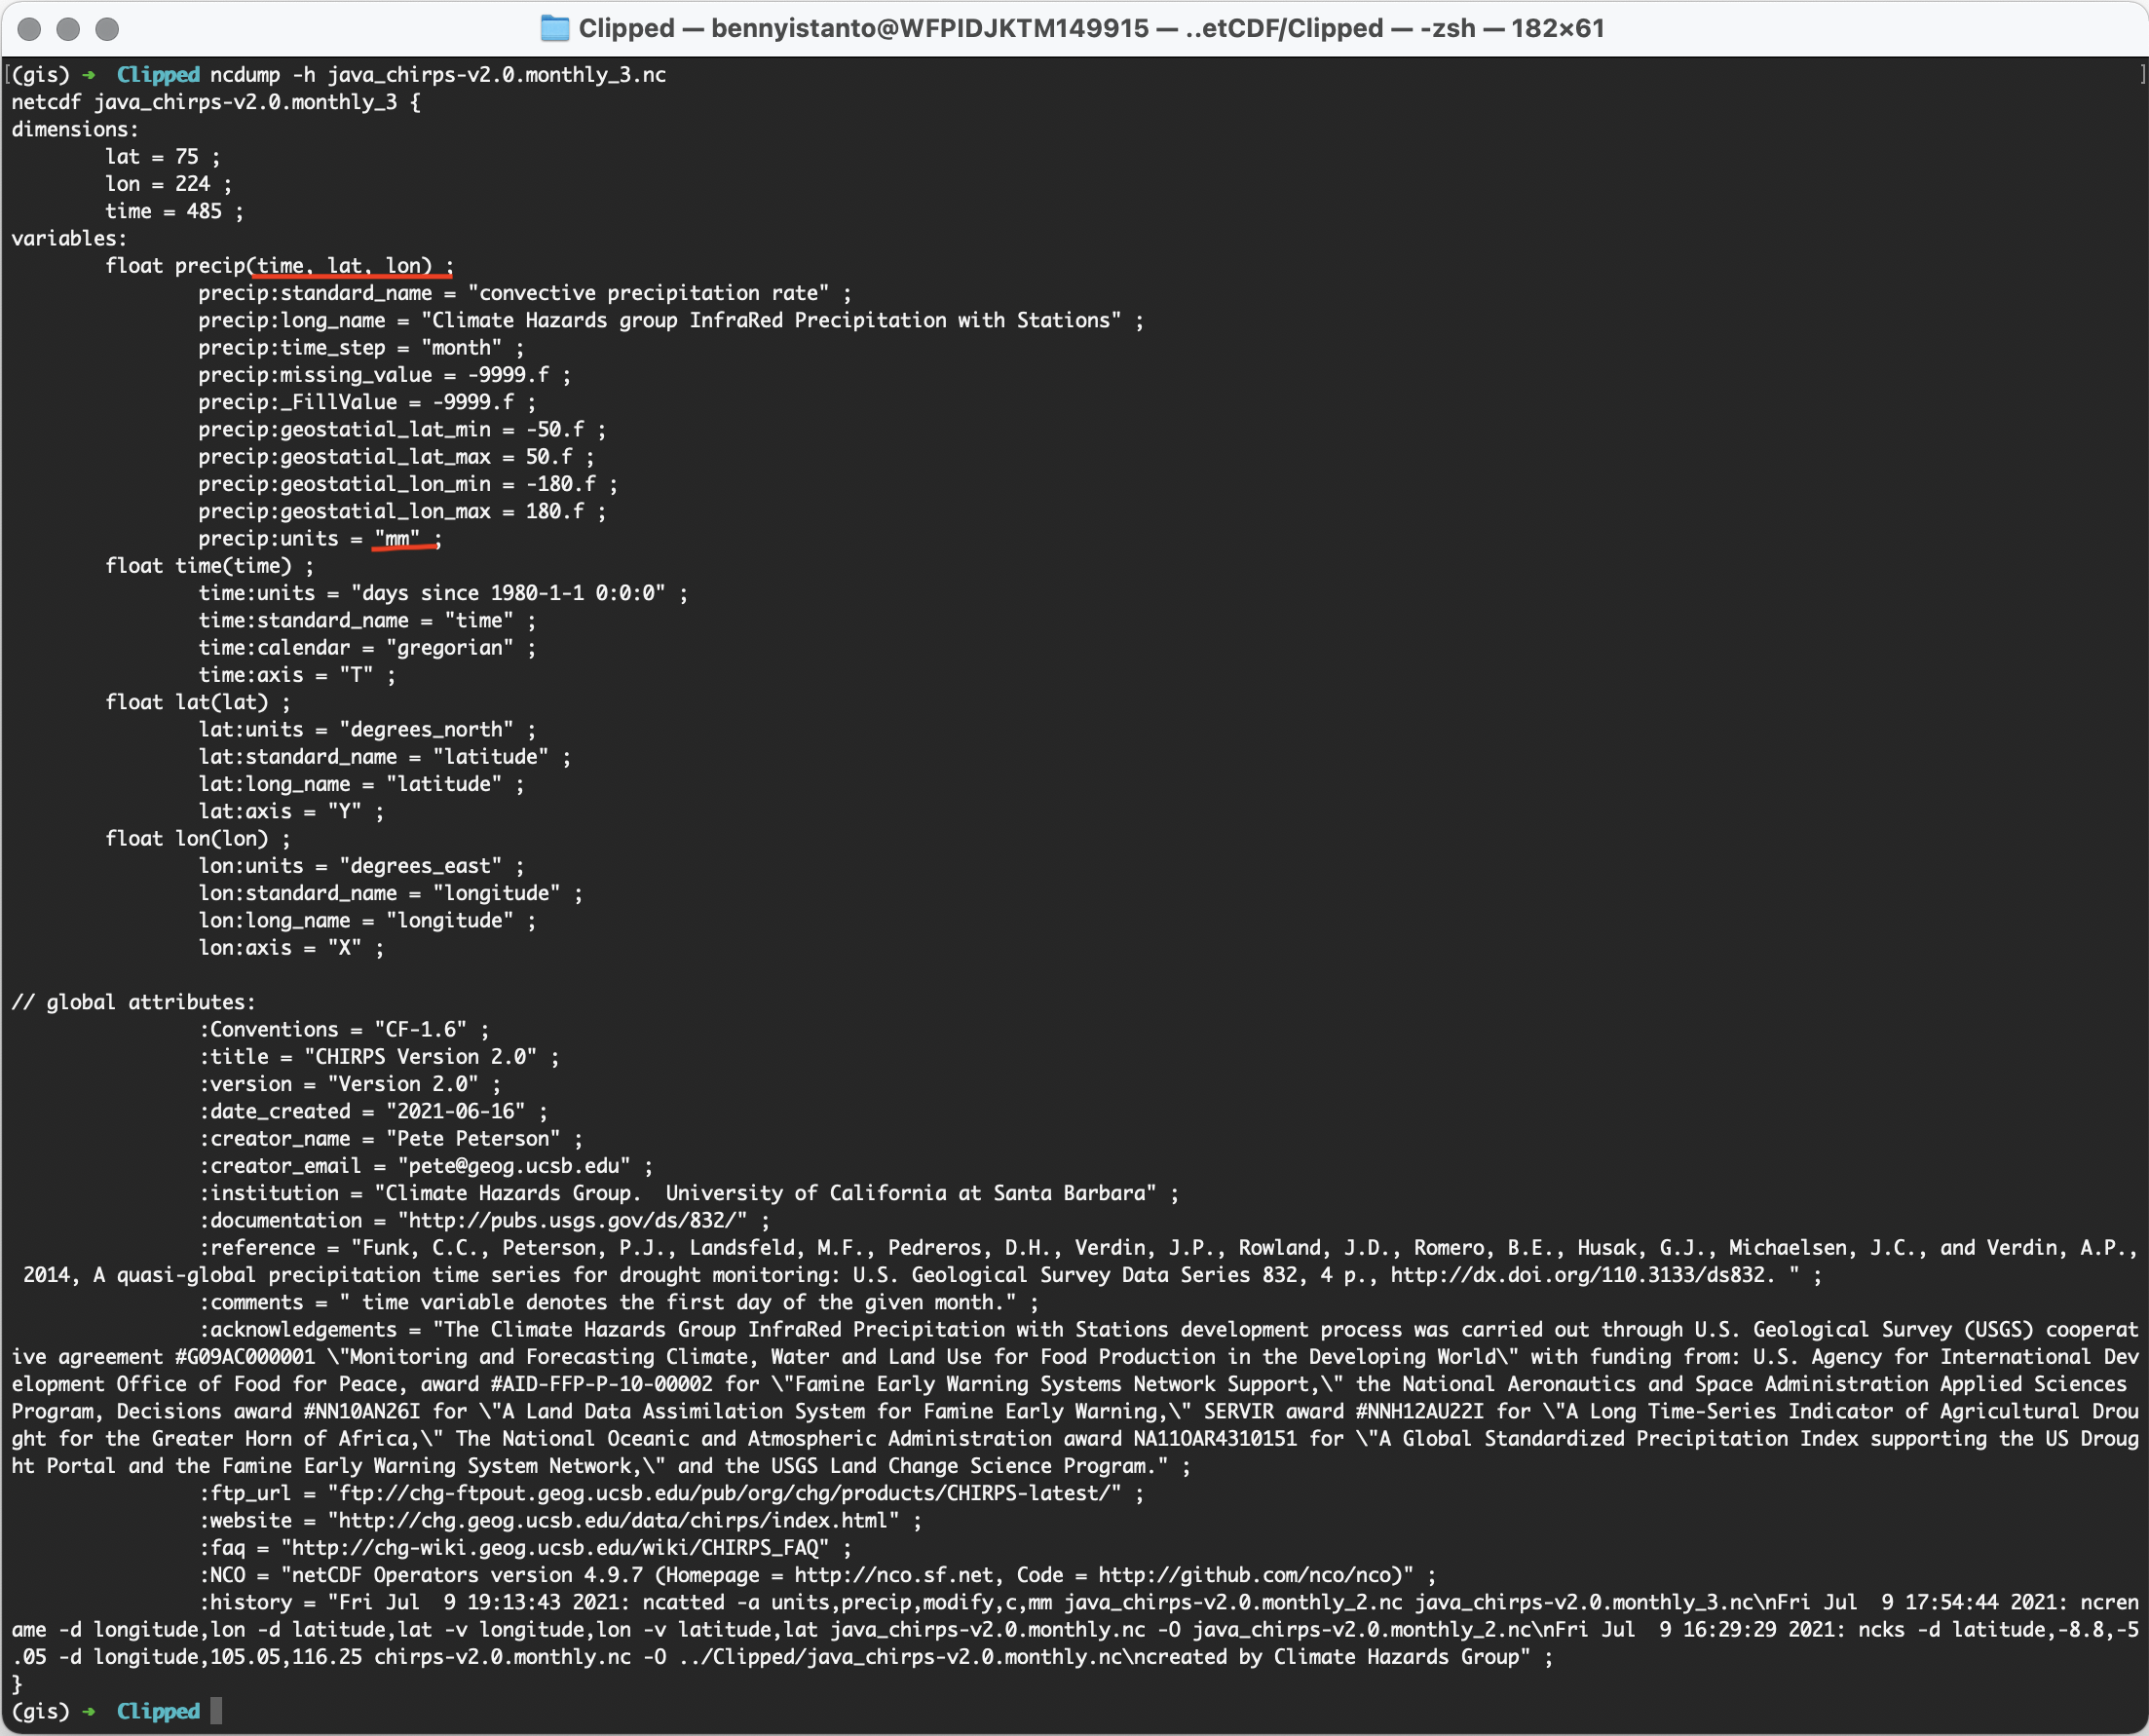 Clipped — bennyistanto@WFPIDJKTM149915 — ..etCDF/Clipped — -zsh — 182×61
[(gis) ➜  Clipped ncdump -h java_chirps-v2.0.monthly_3.nc ]
netcdf java_chirps-v2.0.monthly_3 {
dimensions:
lat = 75 ;
lon = 224 ;
time = 485 ;
variables:
float precip(time, lat, lon) ;
precip:standard_name = "convective precipitation rate" ;
precip:long_name = "Climate Hazards group InfraRed Precipitation with Stations" ;
precip:time_step = "month" ;
precip:missing_value = -9999.f ;
precip:_FillValue = -9999.f ;
precip:geostatial_lat_min = -50.f ;
precip:geostatial_lat_max = 50.f ;
precip:geostatial_lon_min = -180.f ;
precip:geostatial_lon_max = 180.f ;
precip:units = "mm" ;
float time(time) ;
time:units = "days since 1980-1-1 0:0:0" ;
time:standard_name = "time" ;
time:calendar = "gregorian" ;
time:axis = "T" ;
float lat(lat) ;
lat:units = "degrees_north" ;
lat:standard_name = "latitude" ;
lat:long_name = "latitude" ;
lat:axis = "Y" ;
float lon(lon) ;
lon:units = "degrees_east" ;
lon:standard_name = "longitude" ;
lon:long_name = "longitude" ;
lon:axis = "X" ;
// global attributes:
:Conventions = "CF-1.6" ;
:title = "CHIRPS Version 2.0" ;
:version = "Version 2.0" ;
:date_created = "2021-06-16" ;
:creator_name = "Pete Peterson" ;
:creator_email = "pete@geog.ucsb.edu" ;
:institution = "Climate Hazards Group.  University of California at Santa Barbara" ;
:documentation = "http://pubs.usgs.gov/ds/832/" ;
:reference = "Funk, C.C., Peterson, P.J., Landsfeld, M.F., Pedreros, D.H., Verdin, J.P., Rowland, J.D., Romero, B.E., Husak, G.J., Michaelsen, J.C., and Verdin, A.P.,
2014, A quasi-global precipitation time series for drought monitoring: U.S. Geological Survey Data Series 832, 4 p., http://dx.doi.org/110.3133/ds832. " ;
:comments = " time variable denotes the first day of the given month." ;
:acknowledgements = "The Climate Hazards Group InfraRed Precipitation with Stations development process was carried out through U.S. Geological Survey (USGS) cooperat
ive agreement #G09AC000001 \"Monitoring and Forecasting Climate, Water and Land Use for Food Production in the Developing World\" with funding from: U.S. Agency for International Dev
elopment Office of Food for Peace, award #AID-FFP-P-10-00002 for \"Famine Early Warning Systems Network Support,\" the National Aeronautics and Space Administration Applied Sciences
Program, Decisions award #NN10AN26I for \"A Land Data Assimilation System for Famine Early Warning,\" SERVIR award #NNH12AU22I for \"A Long Time-Series Indicator of Agricultural Drou
ght for the Greater Horn of Africa,\" The National Oceanic and Atmospheric Administration award NA11OAR4310151 for \"A Global Standardized Precipitation Index supporting the US Droug
ht Portal and the Famine Early Warning System Network,\" and the USGS Land Change Science Program." ;
:ftp_url = "ftp://chg-ftpout.geog.ucsb.edu/pub/org/chg/products/CHIRPS-latest/" ;
:website = "http://chg.geog.ucsb.edu/data/chirps/index.html" ;
:faq = "http://chg-wiki.geog.ucsb.edu/wiki/CHIRPS_FAQ" ;
:NCO = "netCDF Operators version 4.9.7 (Homepage = http://nco.sf.net, Code = http://github.com/nco/nco)" ;
:history = "Fri Jul  9 19:13:43 2021: ncatted -a units,precip,modify,c,mm java_chirps-v2.0.monthly_2.nc java_chirps-v2.0.monthly_3.nc\nFri Jul  9 17:54:44 2021: ncren
ame -d longitude,lon -d latitude,lat -v longitude,lon -v latitude,lat java_chirps-v2.0.monthly.nc -O java_chirps-v2.0.monthly_2.nc\nFri Jul  9 16:29:29 2021: ncks -d latitude,-8.8,-5
.05 -d longitude,105.05,116.25 chirps-v2.0.monthly.nc -O ../Clipped/java_chirps-v2.0.monthly.nc\ncreated by Climate Hazards Group" ;
}
(gis) ➜  Clipped